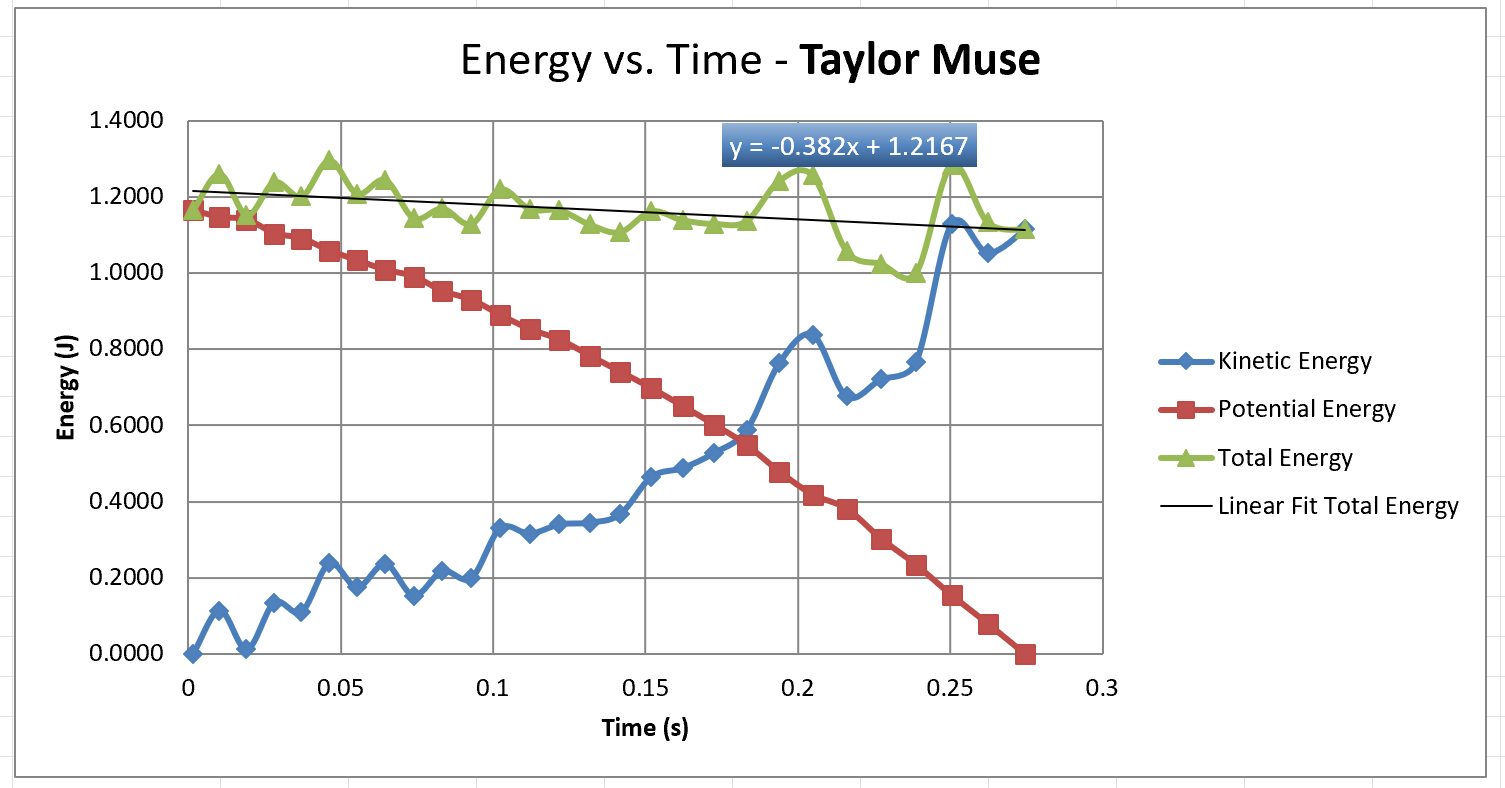 Energy vs. Time - Taylor Muse
y = -0.382x + 1.2167
1.4000
1.2000
1.0000
0.8000
0.6000
0.4000
0.2000
0.0000
Energy (J)
0 0.05 0.1 0.15 0.2 0.25 0.3
Time (s)
Kinetic Energy
Potential Energy
Total Energy
Linear Fit Total Energy